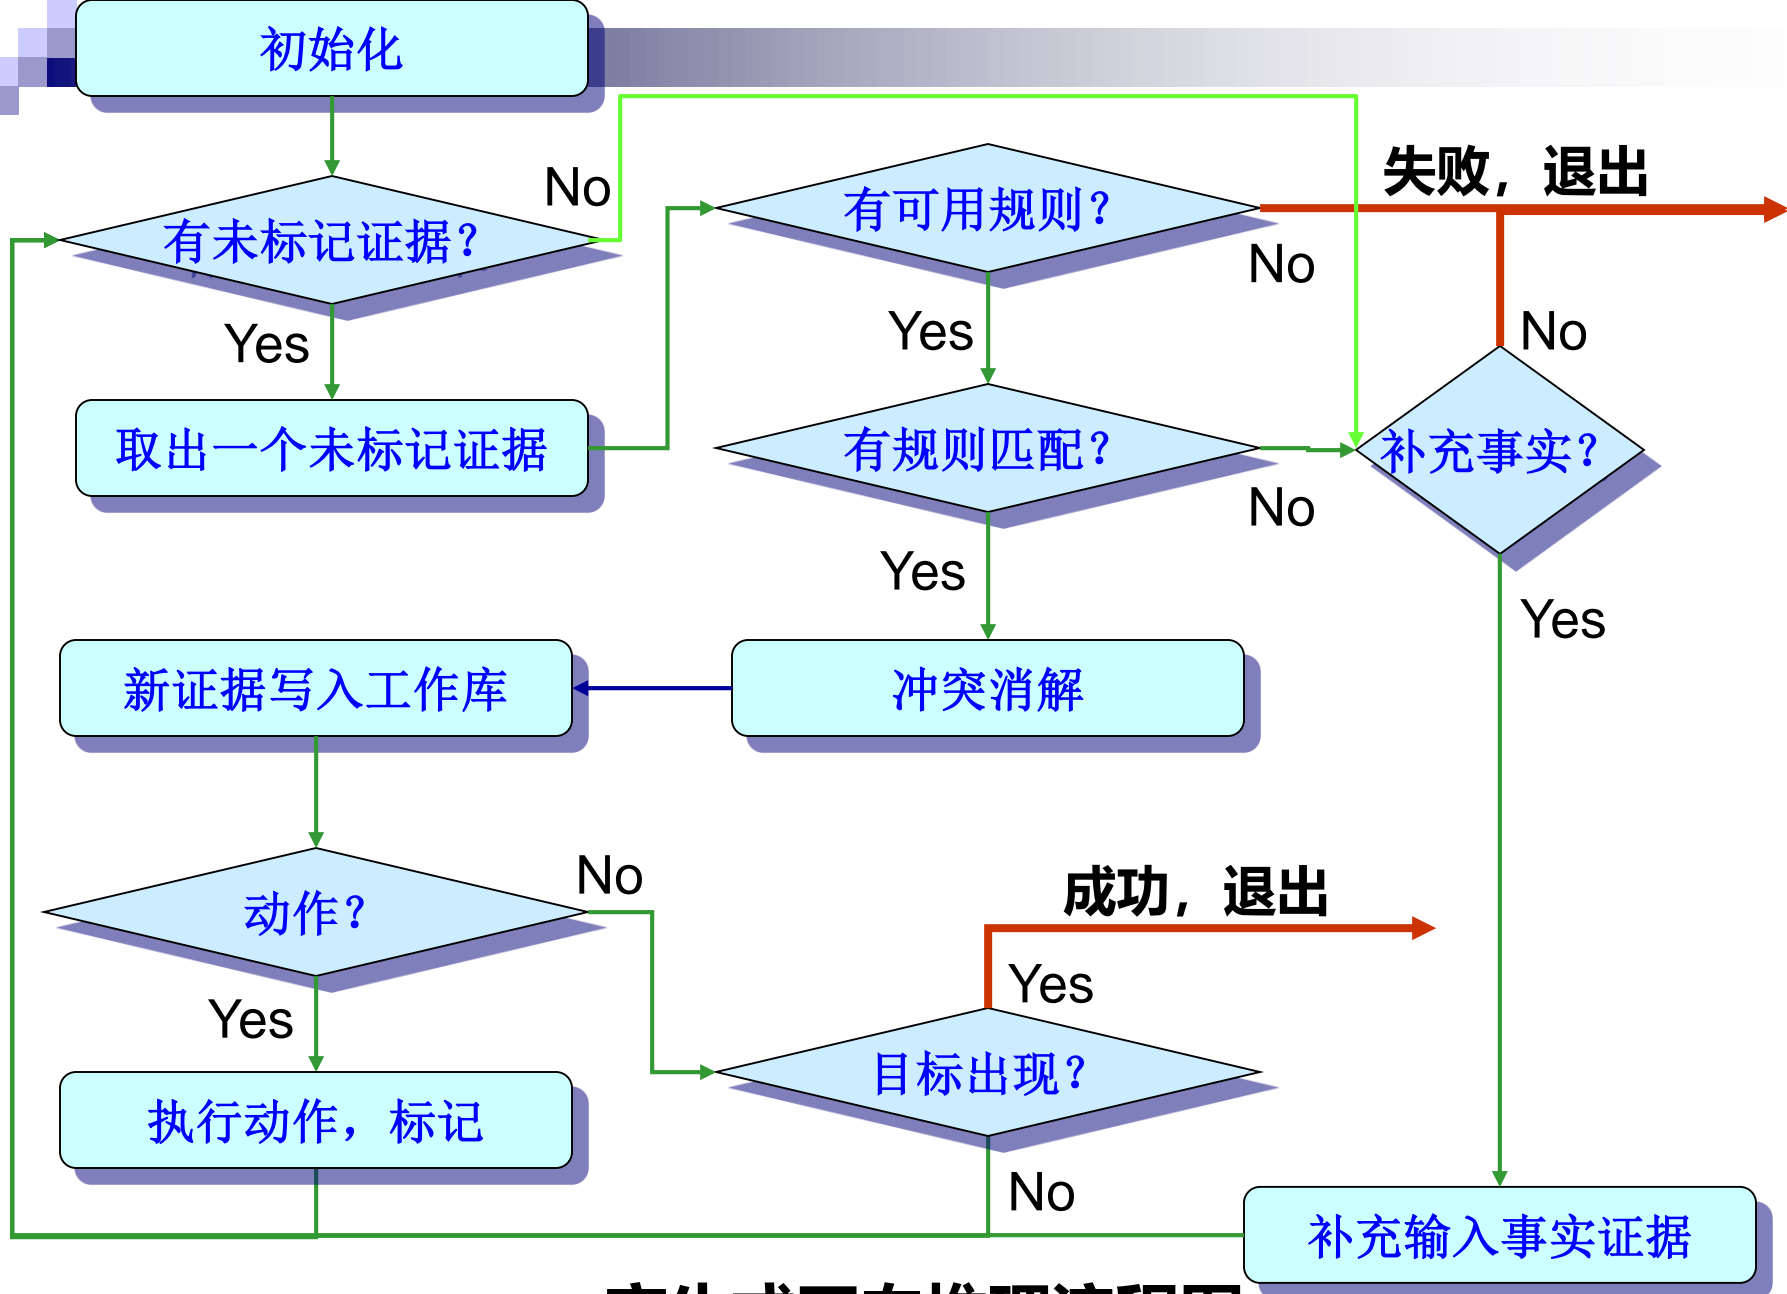 初始化
有未标记证据？
No
Yes
取出一个未标记证据
有可用规则？
No
Yes
失败，退出
有规则匹配？
No
Yes
补充事实？
No
Yes
冲突消解
新证据写入工作库
动作？
No
Yes
执行动作，标记
成功，退出
Yes
目标出现？
No
补充输入事实证据